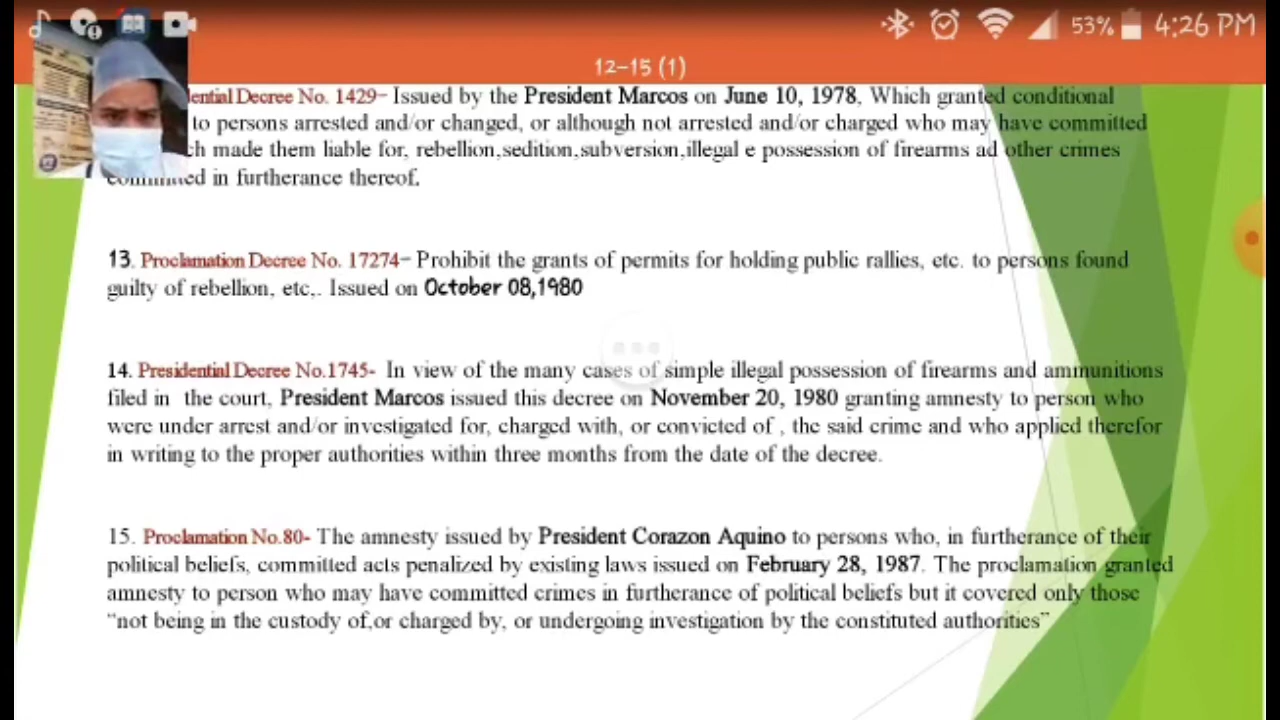 53% 4:26 PM
12-15 (1)
ential Decree No. 1429- Issued by the President Marcos on June 10, 1978, Which granted conditional
to persons arrested and/or changed, or although not arrested and/or charged who may have committed
ch made them liable for, rebellion,sedition,subversion,illegal e possession of firearms ad other crimes
committed in furtherance thereof.
13. Proclamation Decree No. 17274- Prohibit the grants of permits for holding public rallies, etc. to persons found
guilty of rebellion, etc,. Issued on October 08,1980
14. Presidential Decree No.1745- In view of the many cases of simple illegal possession of firearms and ammunitions
filed in the court, President Marcos issued this decree on November 20, 1980 granting amnesty to person who
were under arrest and/or investigated for, charged with, or convicted of , the said crime and who applied therefor
in writing to the proper authorities within three months from the date of the decree.
15. Proclamation No.80- The amnesty issued by President Corazon Aquino to persons who, in furtherance of their
political beliefs, committed acts penalized by existing laws issued on February 28, 1987. The proclamation granted
amnesty to person who may have committed crimes in furtherance of political beliefs but it covered only those
“not being in the custody of,or charged by, or undergoing investigation by the constituted authorities”